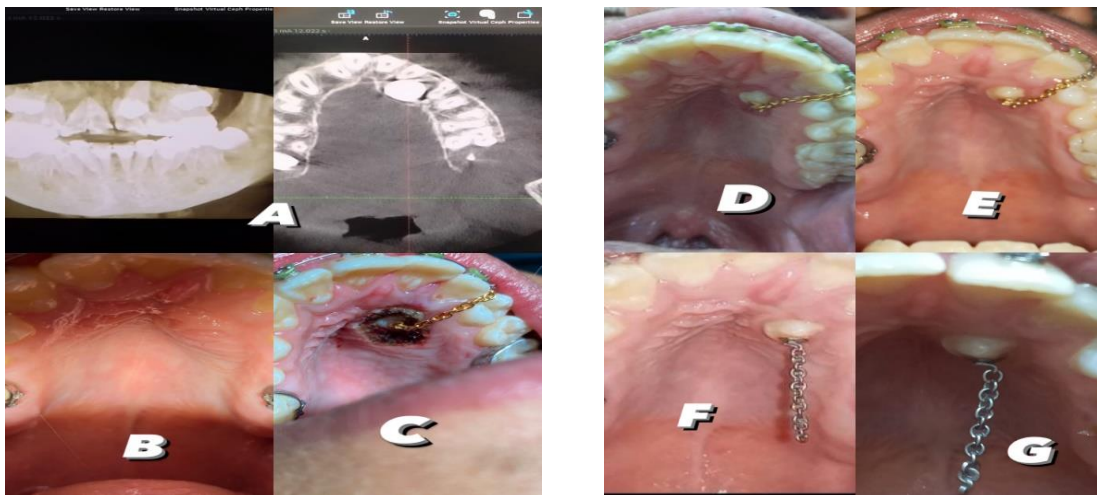 Save View Restore View Snapshot Virtual Ceph Properties
Save View Restore View Snapshot Virtual Ceph Properties
A
B
C
D
E
F
G